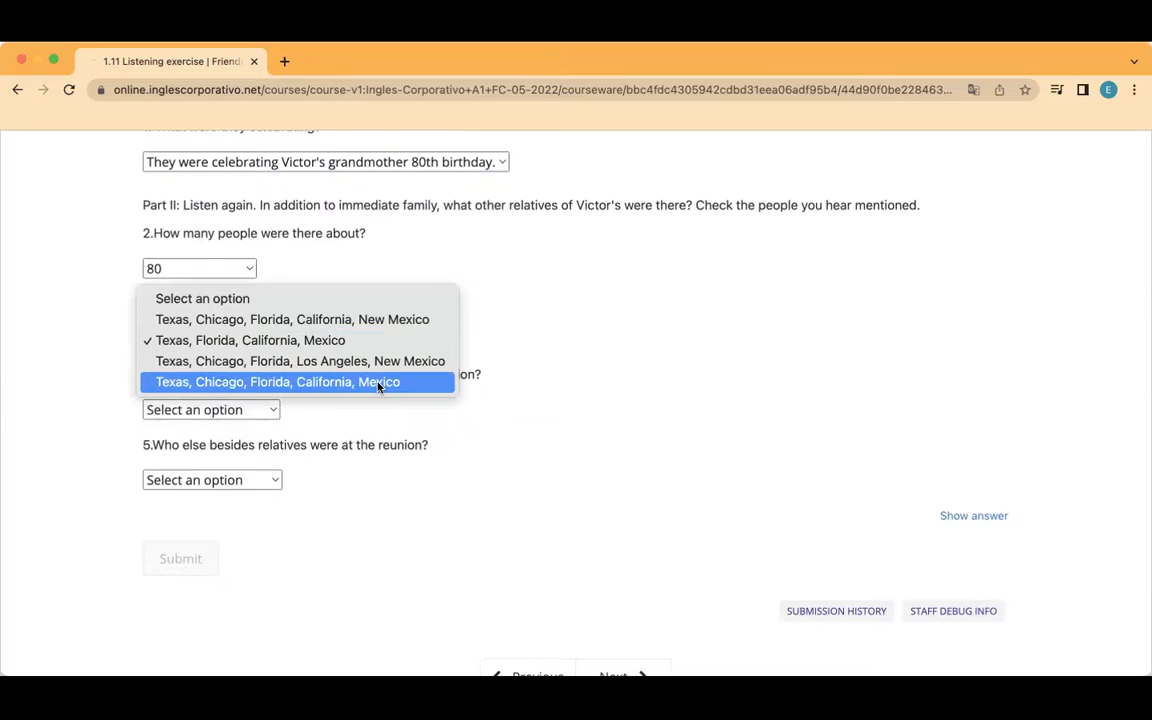 1.11 Listening exercise | Friend
online.inglescorporativo.net/courses/course-v1:Ingles-Corporativo+A1+FC-05-2022/courseware/bbc4fdc4305942cdbd31eea06adf95b4/44d90f0be228463...
E
They were celebrating Victor's grandmother 80th birthday.
Part II: Listen again. In addition to immediate family, what other relatives of Victor's were there? Check the people you hear mentioned.
2.How many people were there about?
80
Select an option
Texas, Chicago, Florida, California, New Mexico
✓ Texas, Florida, California, Mexico
Texas, Chicago, Florida, Los Angeles, New Mexico
ion?
Texas, Chicago, Florida, California, Mexico
Select an option
5.Who else besides relatives were at the reunion?
Select an option
Show answer
Submit
SUBMISSION HISTORY
STAFF DEBUG INFO
Previous
Next